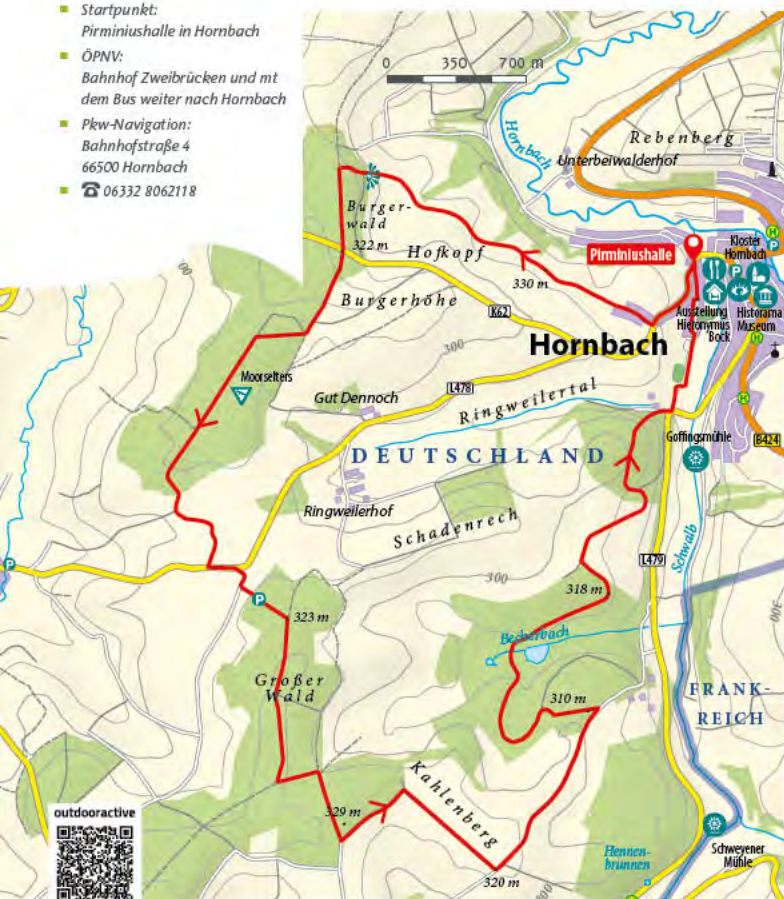 Startpunkt:
Pirminiushalle in Hornbach
ÖPNV:
Bahnhof Zweibrücken und mt
dem Bus weiter nach Hornbach
Pkw-Navigation:
Bahnhofstraße 4
66500 Hornbach
06332 8062118
0 350 700 m
Hornbach
Rebenberg
Unterbeiwalderhof
Burger-
wald
322 m
Hofkopf
330 m
Pirminiushalle
Kloster
Hornbach
H
P
P
Ausstellung
Hieronymus
Bock
Historama
Museum
H
Burgerhöhe
K62
Hornbach
300
Moorselters
Gut Dennoch
L478
Ringweilertal
H
DEUTSCHLAND
Goffingsmühle
B424
Ringweilerhof
Schadenrech
L479
Schwalb
P
300
318 m
P
323 m
Becherbach
Großer
Wald
310 m
FRANK-
REICH
329 m
Kahlenberg
outdooractive
Hennen-
brunnen
Schweyener
Mühle
320 m